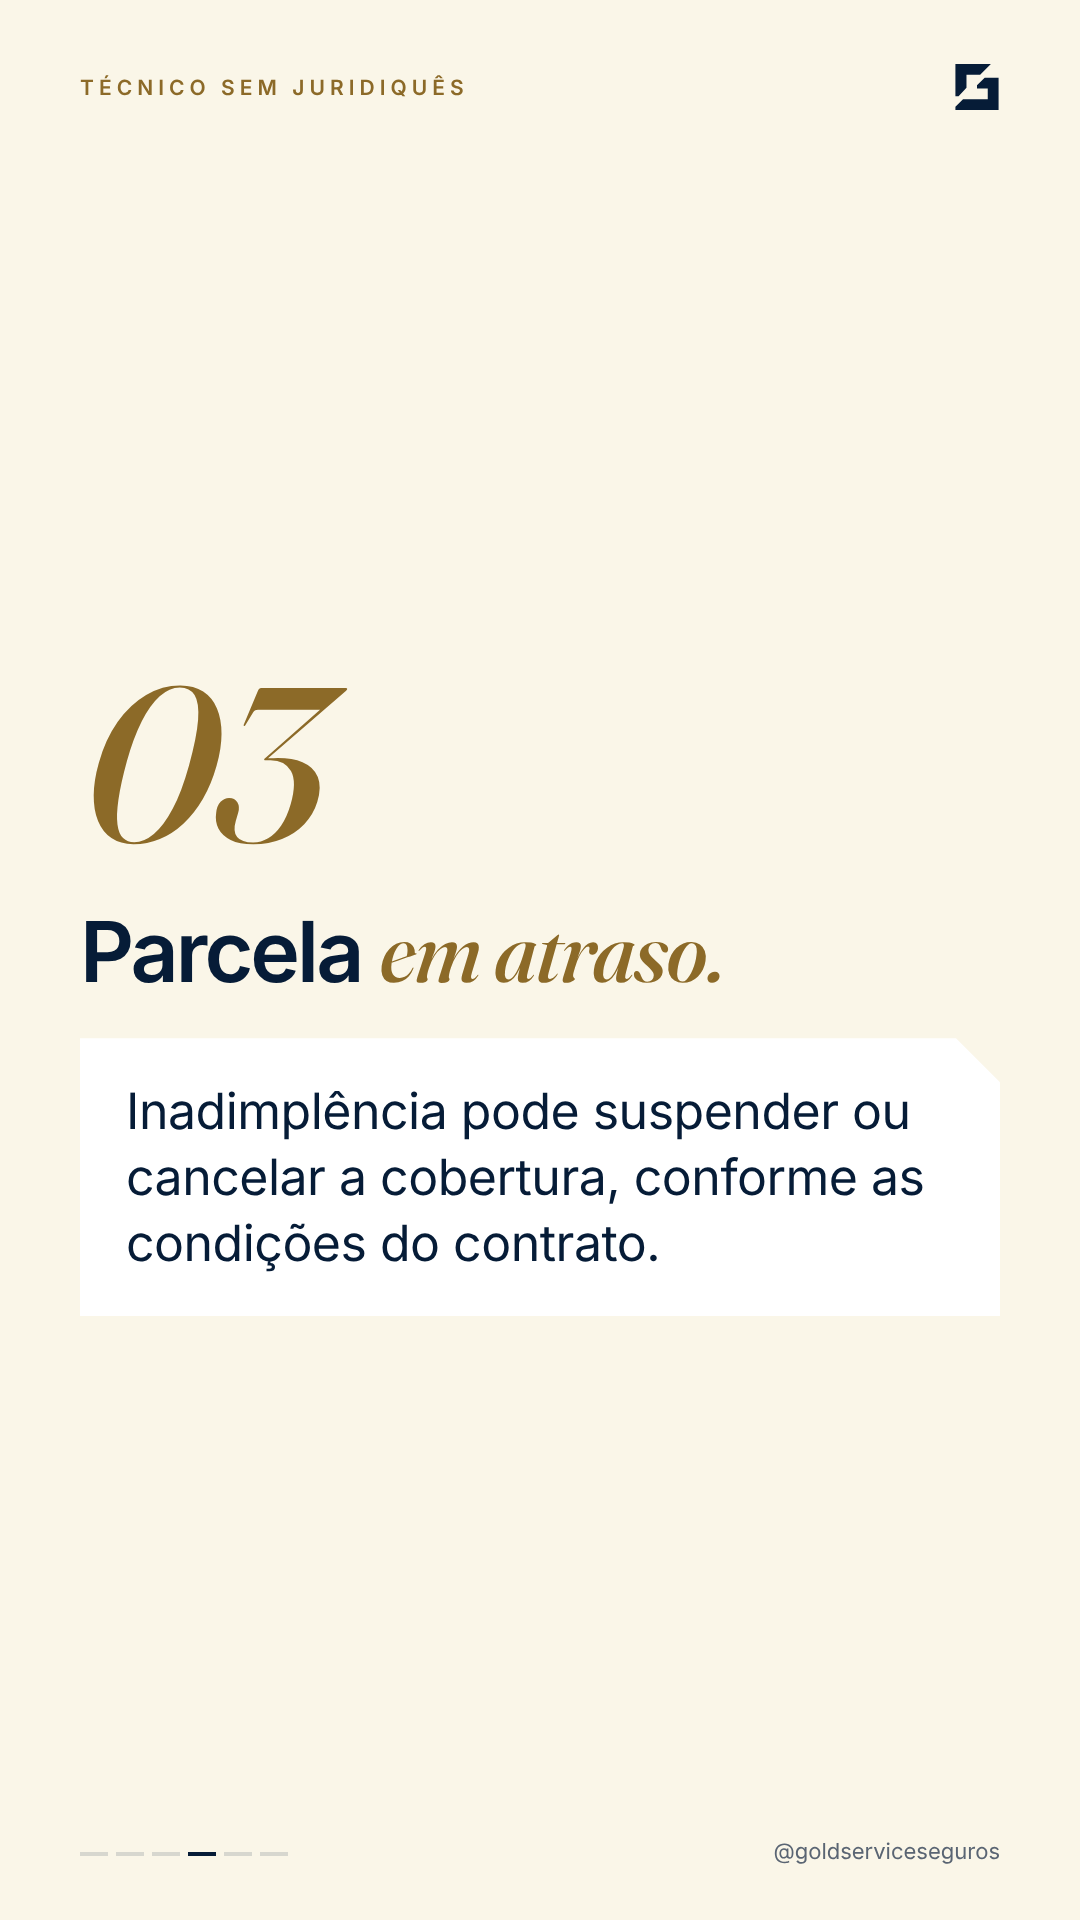 TÉCNICO SEM JURIDIQUÊS
03
Parcela em atraso.
Inadimplência pode suspender ou
cancelar a cobertura, conforme as
condições do contrato.
@goldserviceseguros